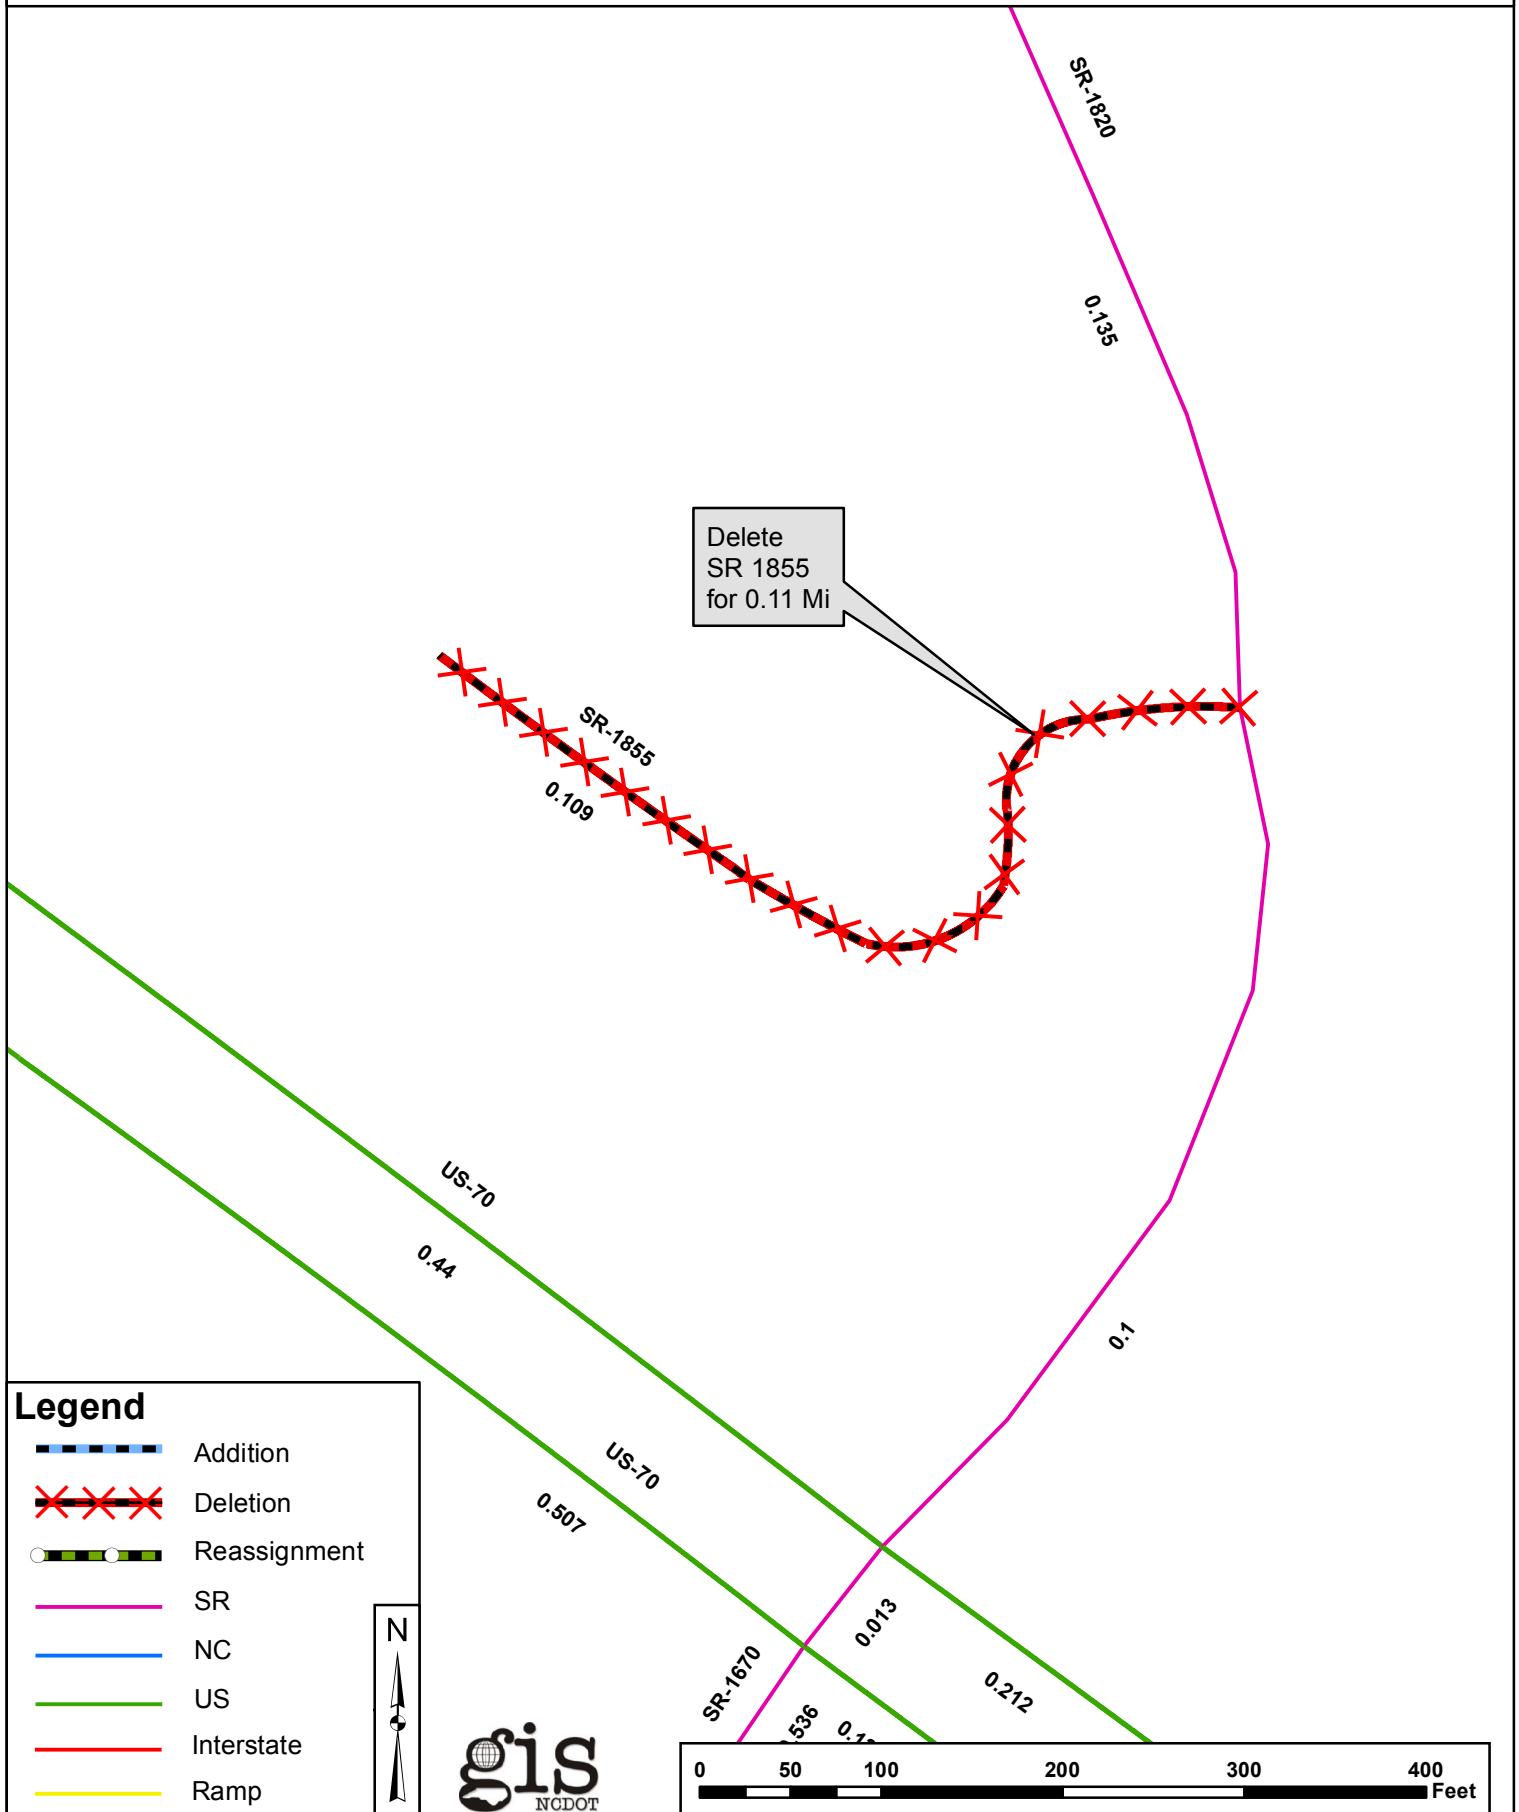 SR-1820
0.135
Delete
SR 1855
for 0.11 Mi
SR-1855
0.109
US-70
0.44
0.1
US-70
0.507
0.013
SR-1670
0.212
Legend
Addition
Deletion
Reassignment
SR
NC
US
Interstate
Ramp
N
gis
NCDOT
0 50 100 200 300 400
Feet